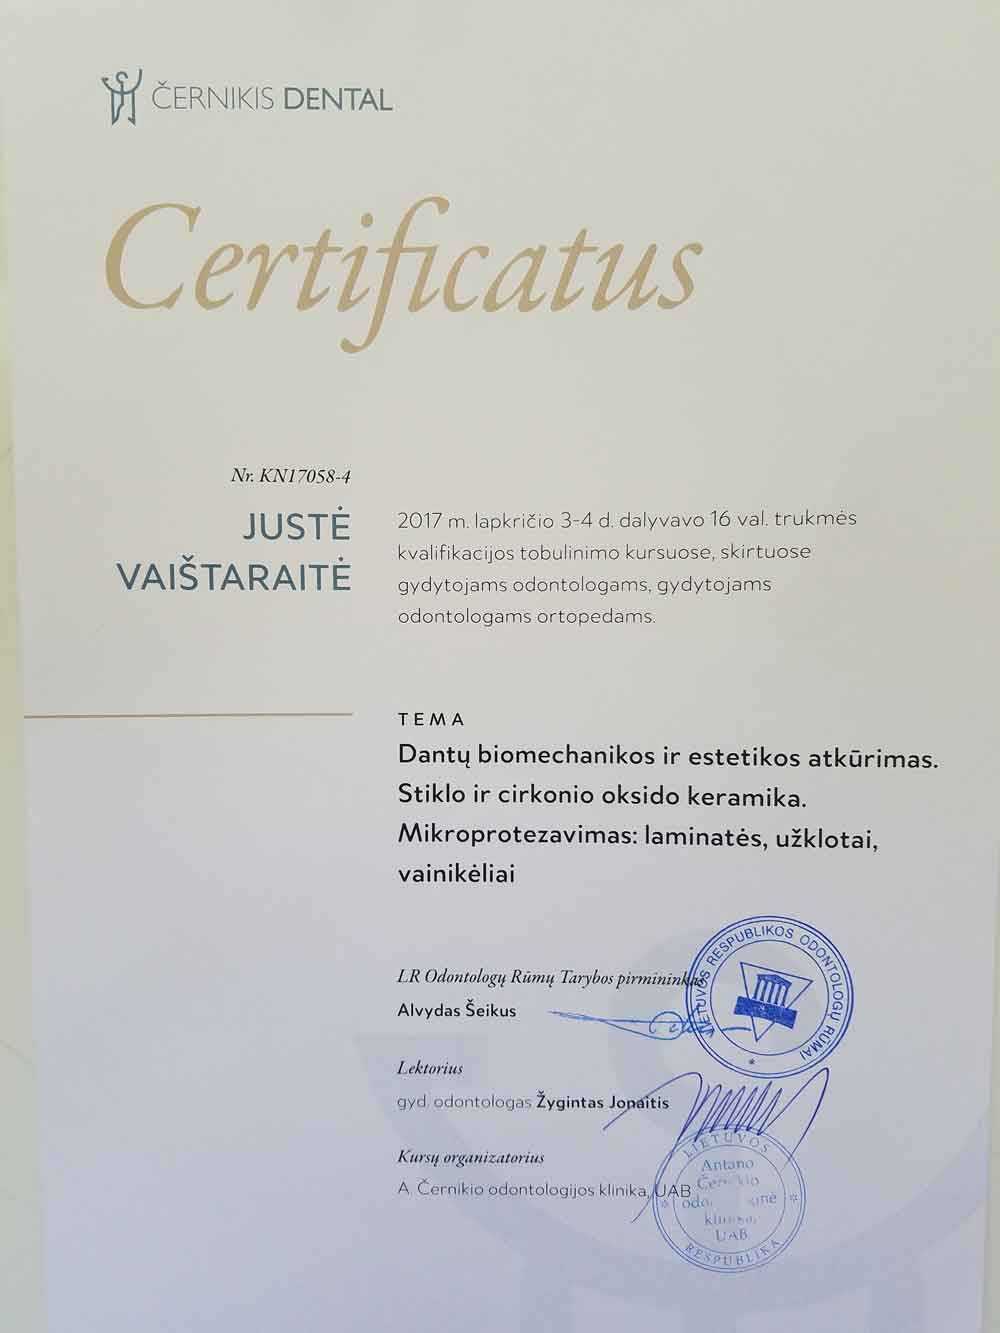 ČERNIKIS DENTAL
Certificatus
Nr. KN17058-4
JUSTĖ
VAIŠTARAITĖ
2017 m. lapkričio 3-4 d. dalyvavo 16 val. trukmės
kvalifikacijos tobulinimo kursuose, skirtuose
gydytojams odontologams, gydytojams
odontologams ortopedams.
TEMA
Dantų biomechanikos ir estetikos atkūrimas.
Stiklo ir cirkonio oksido keramika.
Mikroprotezavimas: laminatės, užklotai,
vainikėliai
LR Odontologų Rūmų Tarybos pirmininkas
Alvydas Šeikus
LIETUVOS RESPUBLIKOS ODONTOLOGŲ RŪMAI
Lektorius
gyd. odontologas Žygintas Jonaitis
Kursų organizatorius
A. Černikio odontologijos klinika, UAB
LIETUVOS
Antano
UAB
RESPUBLIKA